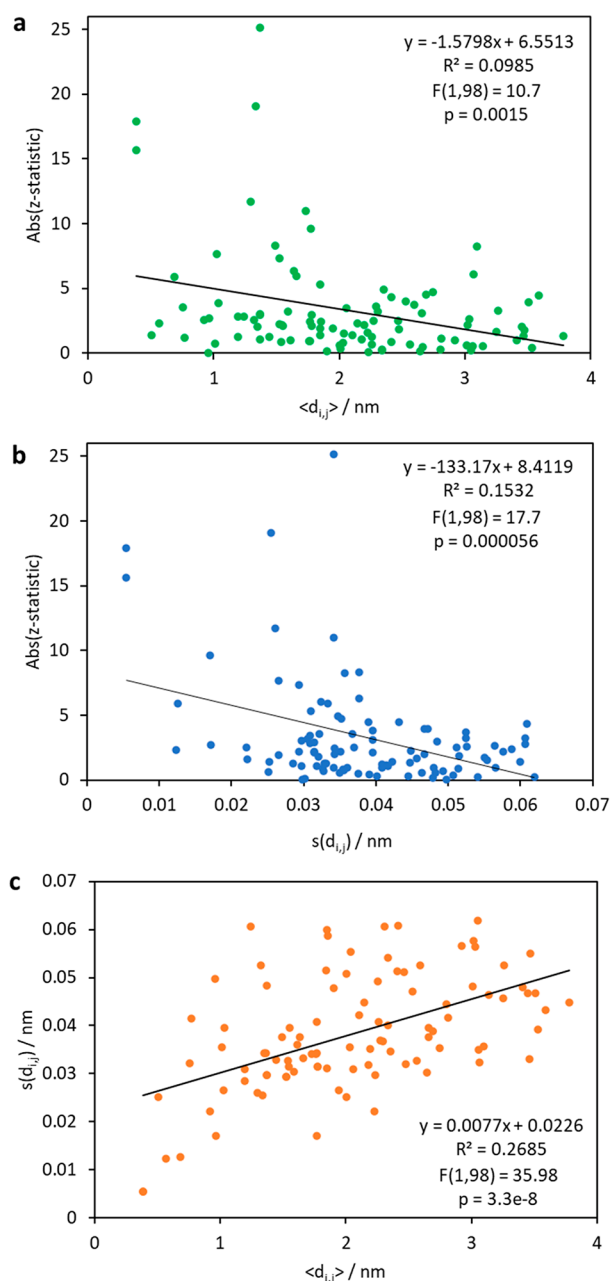 a
y = -1.5798x + 6.5513
R² = 0.0985
F(1,98) = 10.7
p = 0.0015
Abs(z-statistic)
25
20
15
10
5
0
0 1 2 3 4
<d_{i,j}> / nm
b
y = -133.17x + 8.4119
R² = 0.1532
F(1,98) = 17.7
p = 0.000056
Abs(z-statistic)
25
20
15
10
5
0
0 0.01 0.02 0.03 0.04 0.05 0.06 0.07
s(d_{i,j}) / nm
c
0.07
0.06
0.05
0.04
0.03
0.02
0.01
0
s(d_{i,j}) / nm
y = 0.0077x + 0.0226
R² = 0.2685
F(1,98) = 35.98
p = 3.3e-8
0 1 2 3 4
<d_{i,j}> / nm